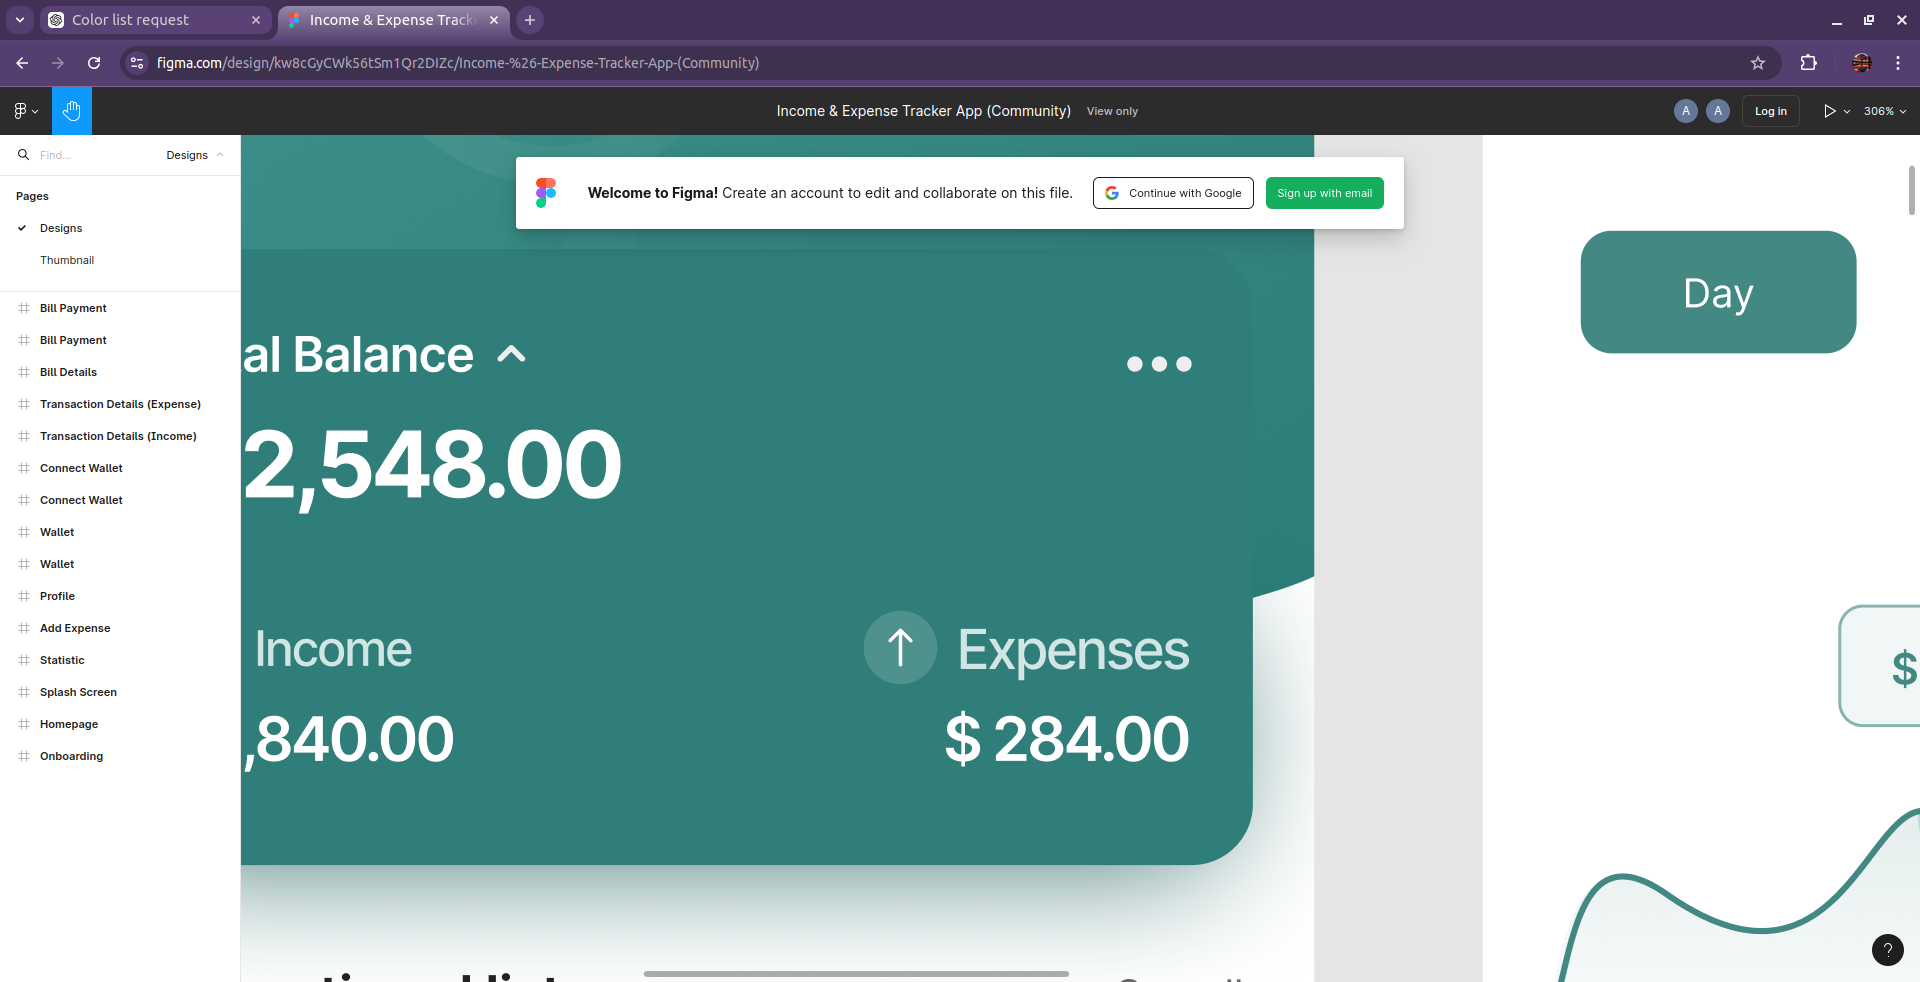 Color list request
Income & Expense Track
figma.com/design/kw8cGyCWk56tSm1Qr2DIZc/Income-%26-Expense-Tracker-App-(Community)
Income & Expense Tracker App (Community) View only
A A Log in 306%
Find... Designs
Pages
Designs
Thumbnail
Bill Payment
Bill Payment
Bill Details
Transaction Details (Expense)
Transaction Details (Income)
Connect Wallet
Connect Wallet
Wallet
Wallet
Profile
Add Expense
Statistic
Splash Screen
Homepage
Onboarding
Welcome to Figma! Create an account to edit and collaborate on this file.
Continue with Google
Sign up with email
al Balance
2,548.00
Income
,840.00
Expenses
$ 284.00
Day
$
?